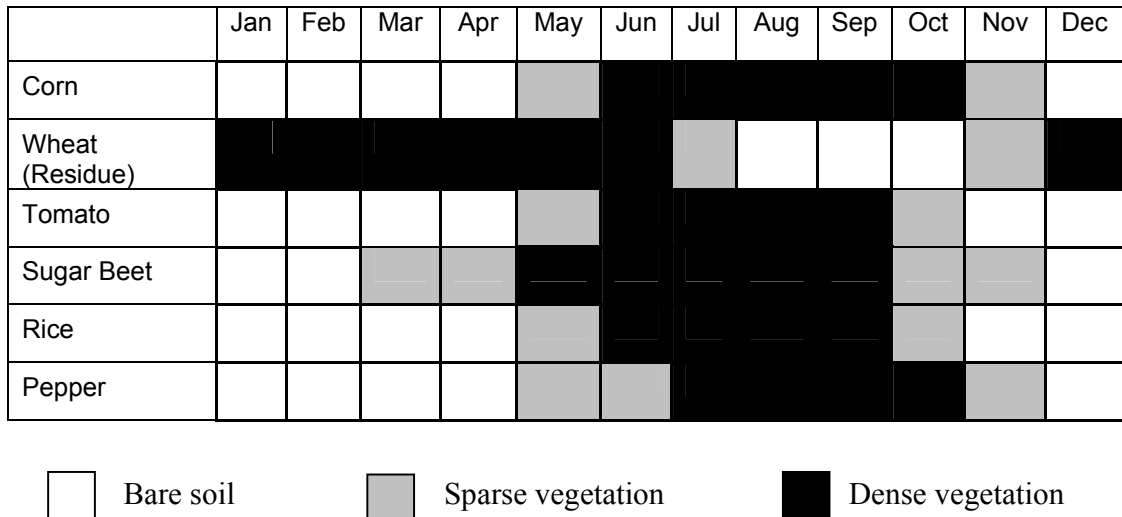 Jan Feb Mar Apr May Jun Jul Aug Sep Oct Nov Dec
Corn
Wheat
(Residue)
Tomato
Sugar Beet
Rice
Pepper
Bare soil Sparse vegetation Dense vegetation